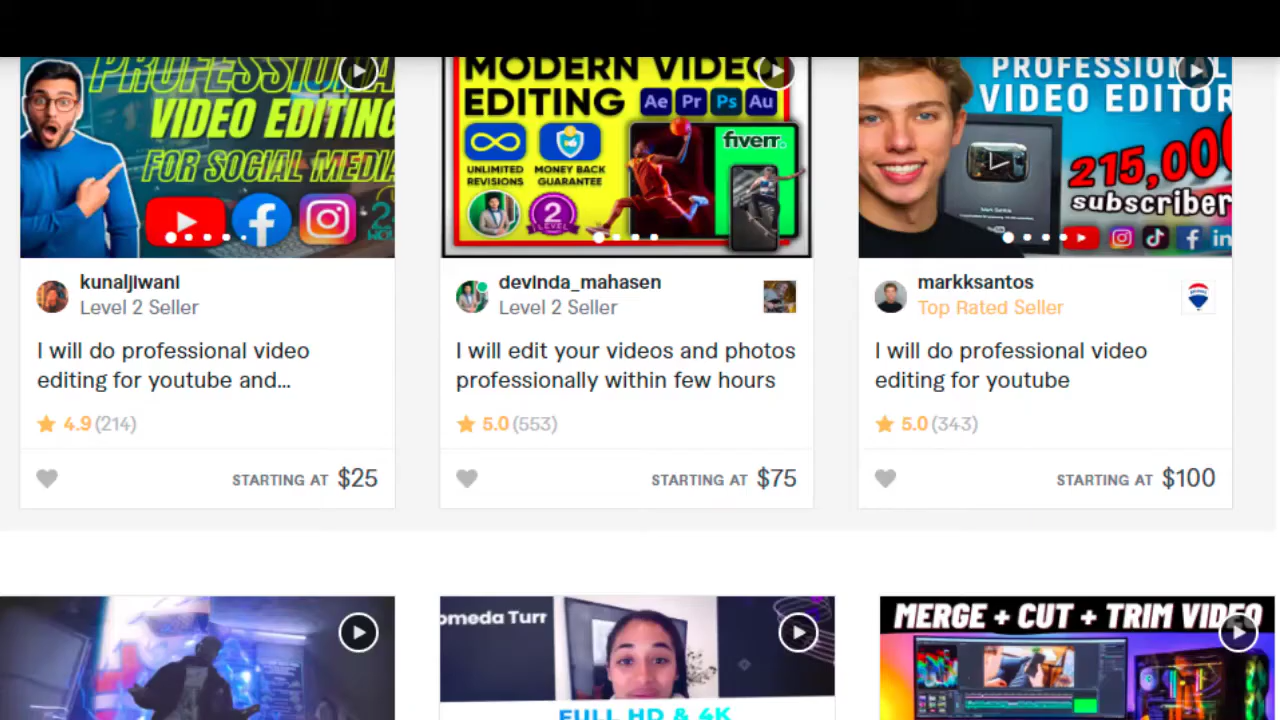 PROFESSIONA
VIDEO EDITING
FOR SOCIAL MEDIA
MODERN VIDEO
EDITING Ae Pr Ps Au
fiverr.
UNLIMITED
REVISIONS
MONEY BACK
GUARANTEE
2
LEVEL
PROFESSIONAL
VIDEO EDITOR
215,000
subscriber
in
kunaljiwani
Level 2 Seller
I will do professional video
editing for youtube and...
4.9 (214)
STARTING AT $25
devinda_mahasen
Level 2 Seller
I will edit your videos and photos
professionally within few hours
5.0 (553)
STARTING AT $75
markksantos
Top Rated Seller
I will do professional video
editing for youtube
5.0 (343)
STARTING AT $100
omeda Turr
FULL HD & 4K
MERGE + CUT + TRIM VIDEO